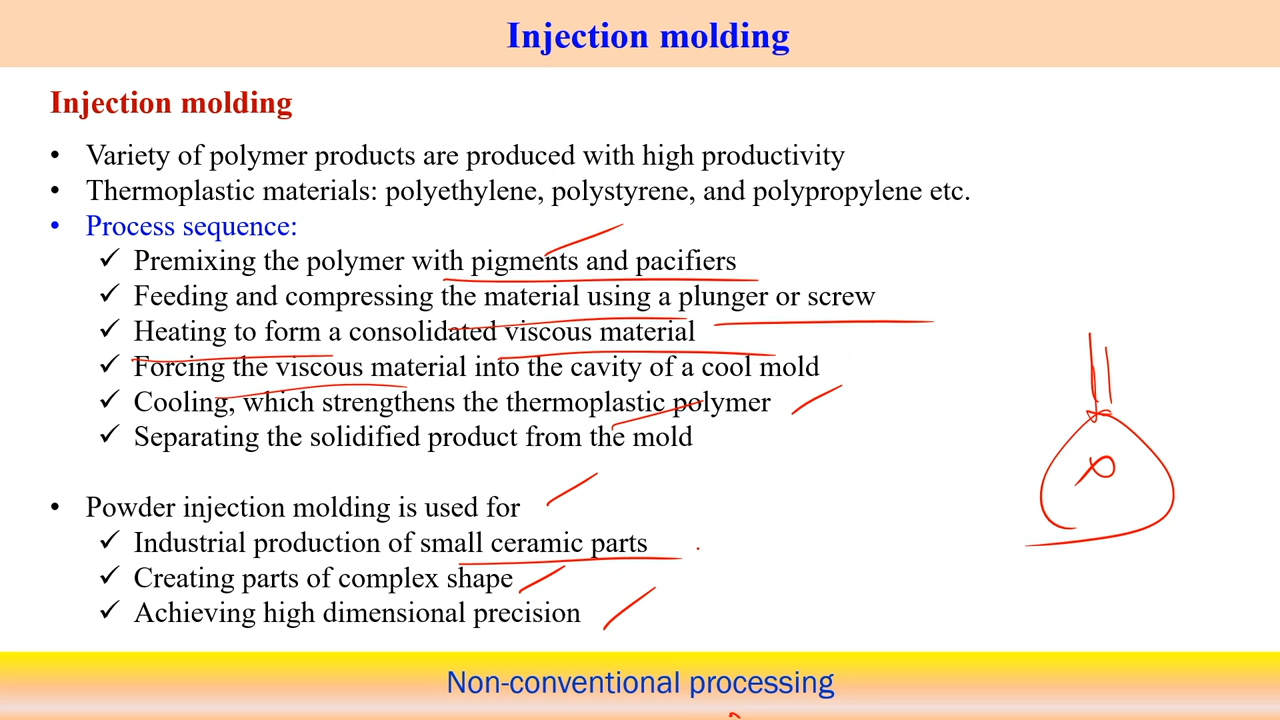 Injection molding
Injection molding
• Variety of polymer products are produced with high productivity
• Thermoplastic materials: polyethylene, polystyrene, and polypropylene etc.
• Process sequence:
✓ Premixing the polymer with pigments and pacifiers
✓ Feeding and compressing the material using a plunger or screw
✓ Heating to form a consolidated viscous material
✓ Forcing the viscous material into the cavity of a cool mold
✓ Cooling, which strengthens the thermoplastic polymer
✓ Separating the solidified product from the mold
• Powder injection molding is used for
✓ Industrial production of small ceramic parts
✓ Creating parts of complex shape
✓ Achieving high dimensional precision
Non-conventional processing